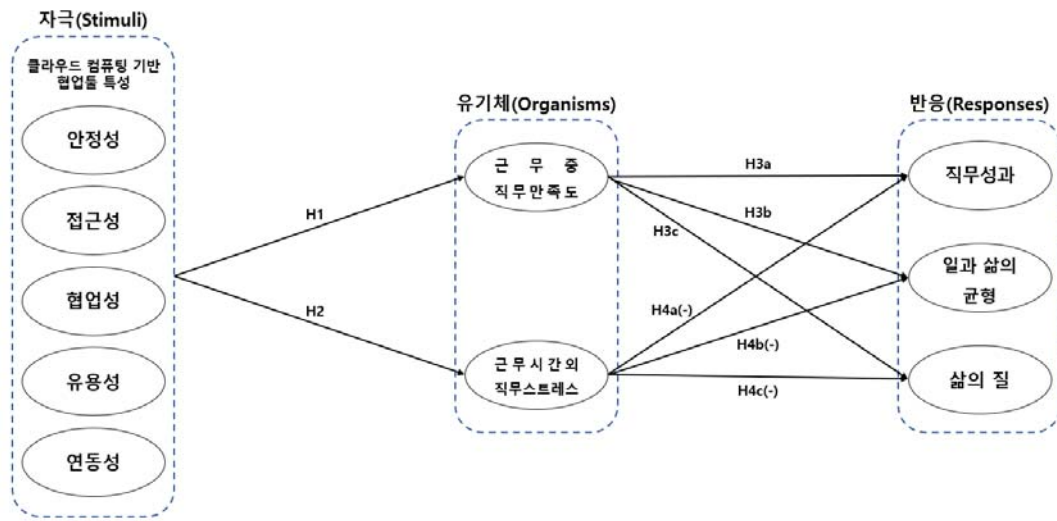 자극(Stimuli)
클라우드 컴퓨팅 기반
협업툴 특성
안정성
접근성
협업성
유용성
연동성
H1
H2
유기체(Organisms)
근 무 중
직무만족도
근무시간외
직무스트레스
H3a
H3b
H3c
H4a(-)
H4b(-)
H4c(-)
반응(Responses)
직무성과
일과 삶의
균형
삶의 질